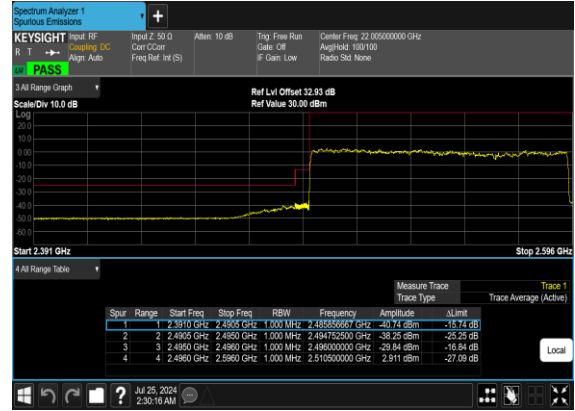 Spectrum Analyzer 1
Spurious Emissions
KEYSIGHT Input: RF
R T Coupling: DC
Align: Auto
Input Z: 50 Ω
Corr CCorr
Freq Ref: Int (S)
Atten: 10 dB
Trig: Free Run
Gate: Off
IF Gain: Low
Center Freq: 22.005000000 GHz
Avg|Hold: 100/100
Radio Std: None
PASS
3 All Range Graph
Scale/Div 10.0 dB
Ref Lvl Offset 32.93 dB
Ref Value 30.00 dBm
Log
20.0
10.0
0.00
-10.0
-20.0
-30.0
-40.0
-50.0
-60.0
Start 2.391 GHz
Stop 2.596 GHz
4 All Range Table
Measure Trace Trace 1
Trace Type Trace Average (Active)
Spur Range Start Freq Stop Freq RBW Frequency Amplitude ΔLimit
1 1 2.3910 GHz 2.4905 GHz 1.000 MHz 2.485856667 GHz -40.74 dBm -15.74 dB
2 2 2.4905 GHz 2.4950 GHz 1.000 MHz 2.494752500 GHz -38.25 dBm -25.25 dB
3 3 2.4950 GHz 2.4960 GHz 1.000 MHz 2.496000000 GHz -29.84 dBm -16.84 dB
4 4 2.4960 GHz 2.5960 GHz 1.000 MHz 2.510500000 GHz 2.911 dBm -27.09 dB
Local
Jul 25, 2024
2:30:16 AM